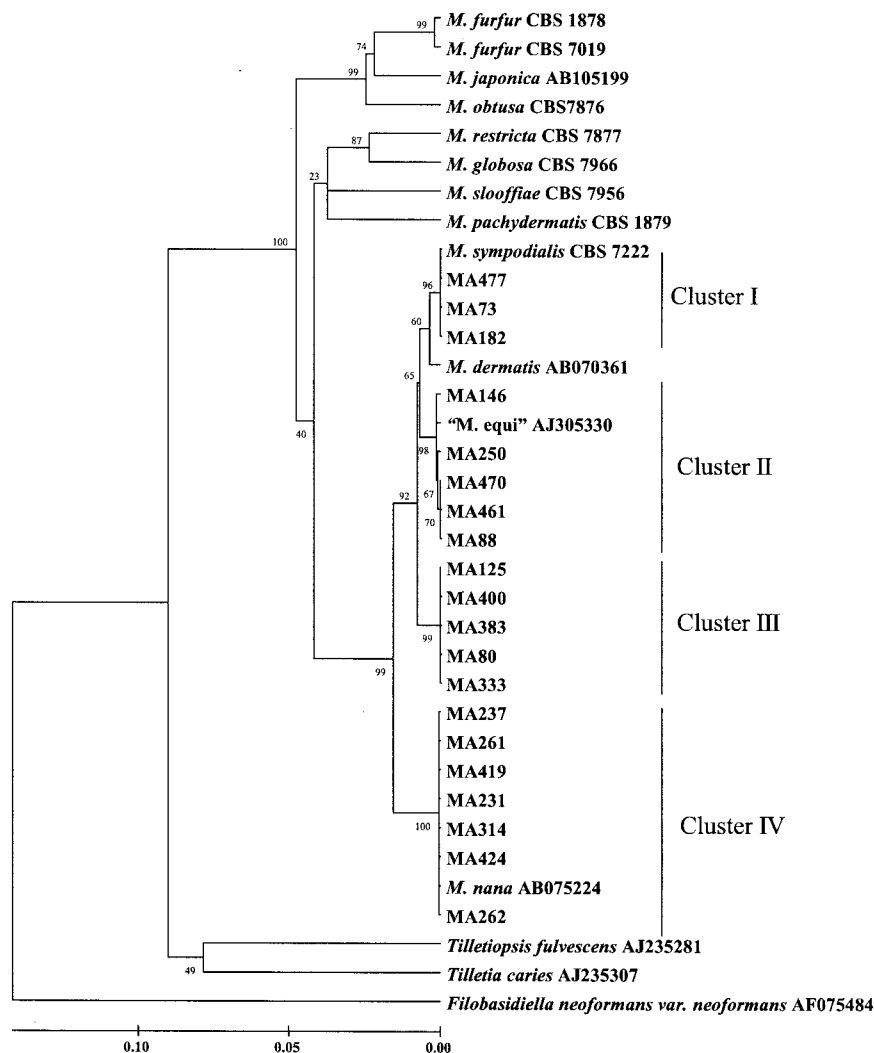 99
M. furfur CBS 1878
M. furfur CBS 7019
74
M. japonica AB105199
99
M. obtusa CBS7876
M. restricta CBS 7877
87
M. globosa CBS 7966
23
M. slooffiae CBS 7956
M. pachydermatis CBS 1879
100
M. sympodialis CBS 7222
96
MA477
Cluster I
MA73
60
MA182
M. dermatis AB070361
65
MA146
"M. equi" AJ305330
40
98
MA250
Cluster II
MA470
92
67
MA461
70
MA88
MA125
MA400
MA383
Cluster III
99
MA80
99
MA333
MA237
MA261
MA419
MA231
100
MA314
Cluster IV
MA424
M. nana AB075224
MA262
Tilletiopsis fulvescens AJ235281
49
Tilletia caries AJ235307
Filobasidiella neoformans var. neoformans AF075484
0.10 0.05 0.00